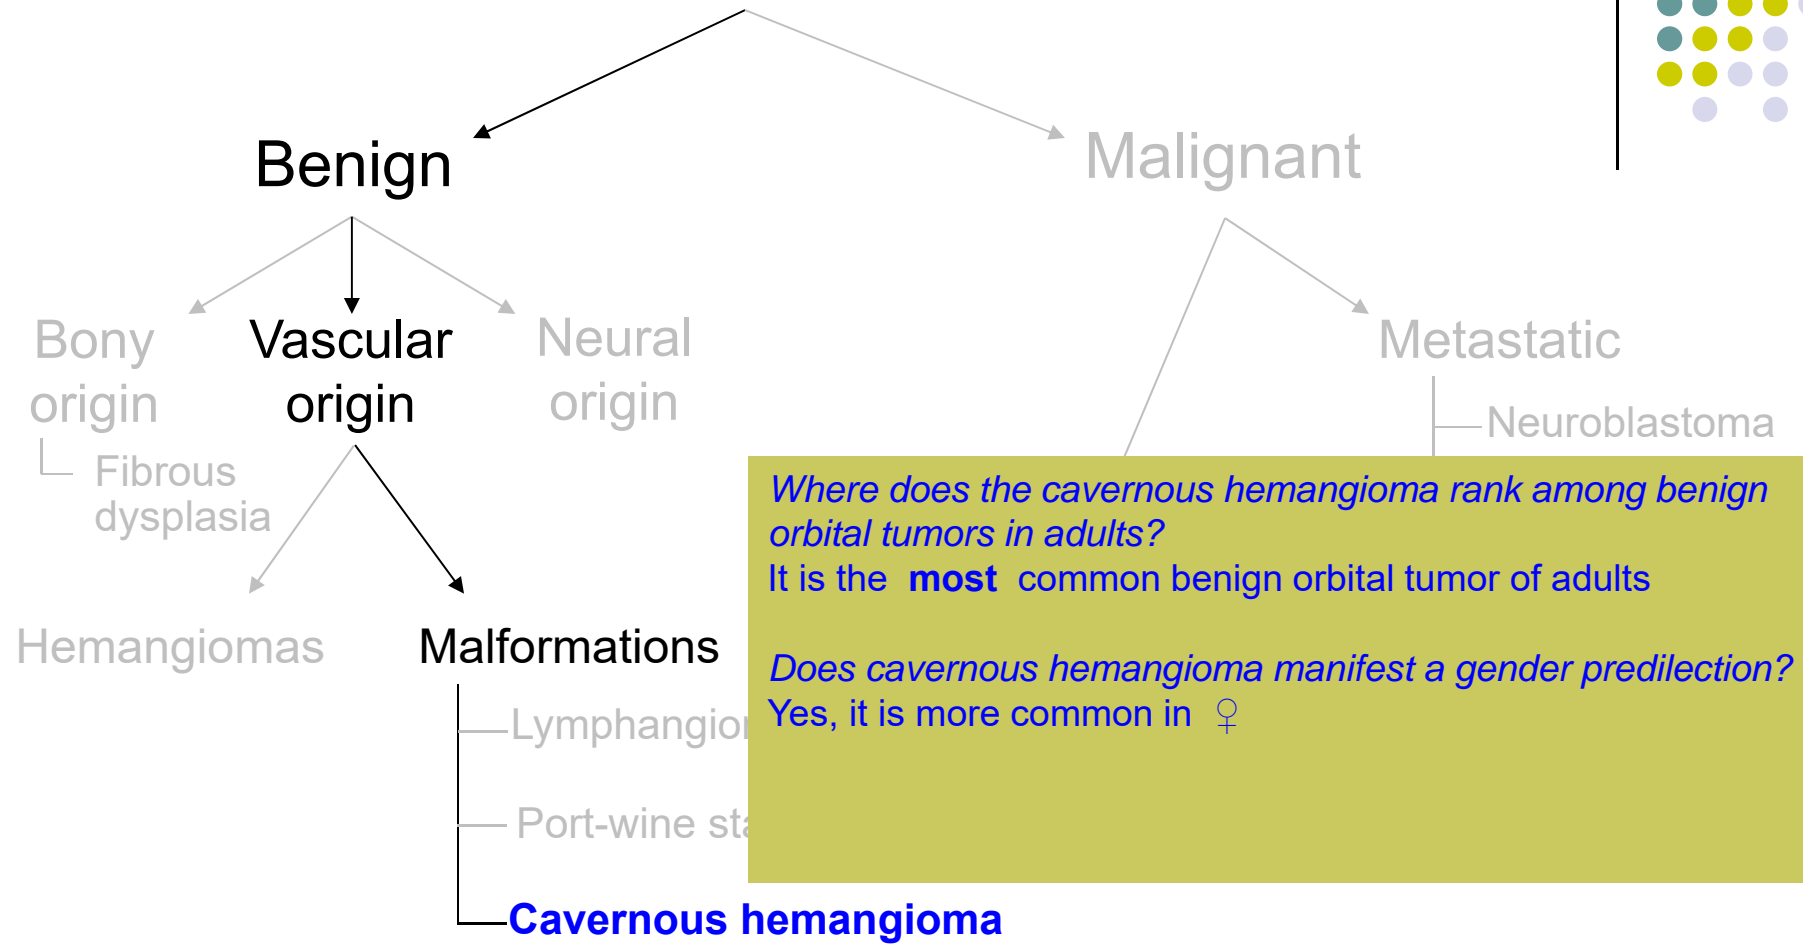 Benign
Malignant
Bony
origin
Vascular
origin
Neural
origin
Metastatic
Neuroblastoma
Fibrous
dysplasia
Where does the cavernous hemangioma rank among benign
orbital tumors in adults?
It is the most common benign orbital tumor of adults
Does cavernous hemangioma manifest a gender predilection?
Yes, it is more common in ♀
Hemangiomas
Malformations
Port-wine
Cavernous hemangioma